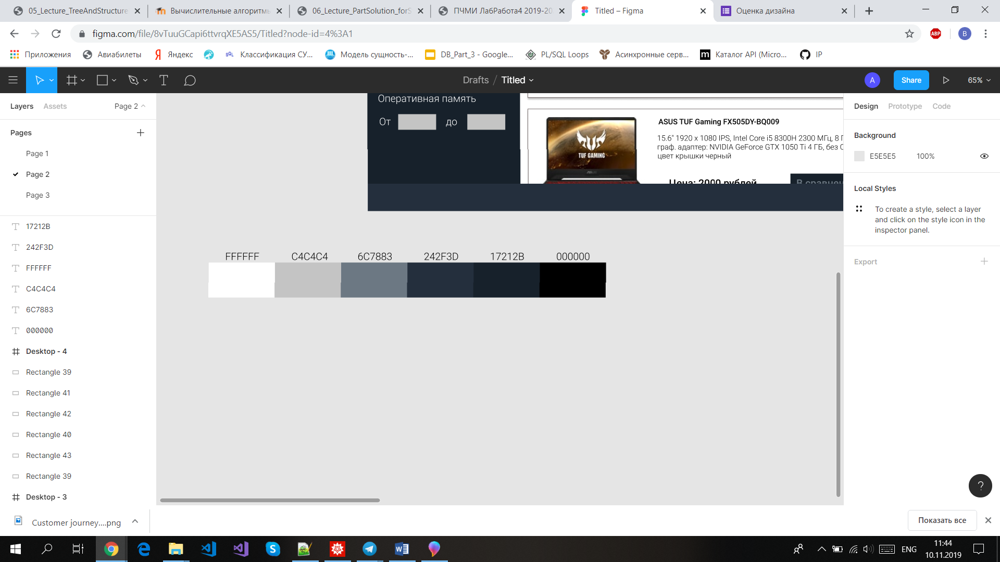 05_Lecture_TreeAndStructure
Вычислительные алгоритмы
06_Lecture_PartSolution_forS
ПЧМИ ЛабРабота4 2019-20
Titled – Figma
Оценка дизайна
figma.com/file/8vTuuGCapi6ttvrqXE5AS5/Titled?node-id=4%3A1
ABP
B
Приложения
Авиабилеты
Яндекс
Классификация СУ...
Модель сущность-...
DB_Part_3 - Google...
PL/SQL Loops
Асинхронные серв...
Каталог API (Micro...
IP
Drafts / Titled
A
Share
65%
Layers
Assets
Page 2
Pages
Page 1
Page 2
Page 3
17212B
242F3D
FFFFFF
C4C4C4
6C7883
000000
Desktop - 4
Rectangle 39
Rectangle 41
Rectangle 42
Rectangle 40
Rectangle 43
Rectangle 39
Desktop - 3
Оперативная память
От
до
TUF GAMING
ASUS TUF Gaming FX505DY-BQ009
15.6" 1920 x 1080 IPS, Intel Core i5 8300H 2300 МГц, 8 Г
граф. адаптер: NVIDIA GeForce GTX 1050 Ti 4 ГБ, без
цвет крышки черный
Цена: 2000 рублей
В сравнен
FFFFFF
C4C4C4
6C7883
242F3D
17212B
000000
Design
Prototype
Code
Background
E5E5E5
100%
Local Styles
To create a style, select a layer
and click on the style icon in the
inspector panel.
Export
?
Customer journey....png
Показать все
ENG
11:44
10.11.2019